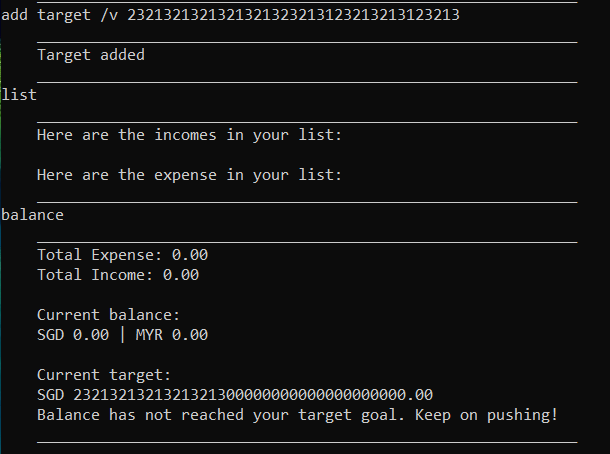 add target /v 2321321321321321323213123213213123213
Target added
list
Here are the incomes in your list:
Here are the expense in your list:
balance
Total Expense: 0.00
Total Income: 0.00
Current balance:
SGD 0.00 | MYR 0.00
Current target:
SGD 2321321321321321300000000000000000000.00
Balance has not reached your target goal. Keep on pushing!